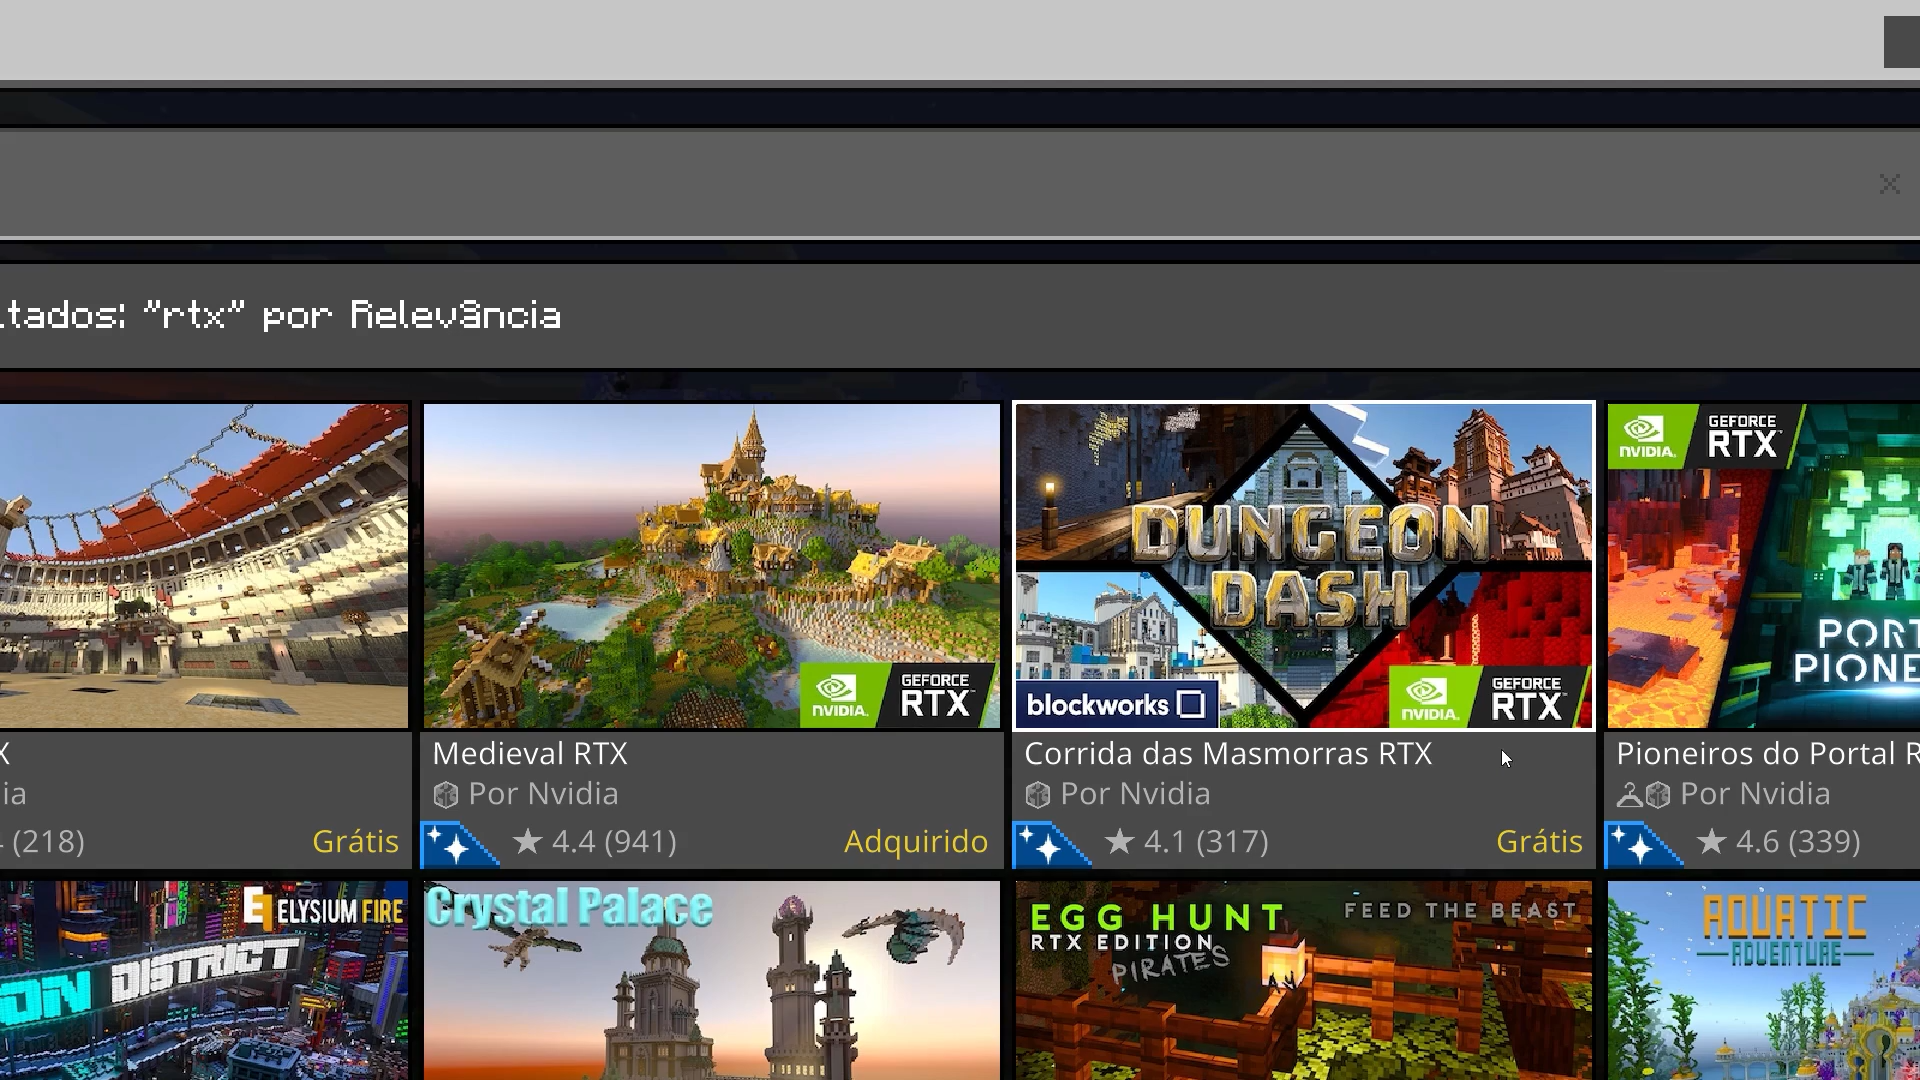 ltados: "rtx" por Relevância
NVIDIA.
GEFORCE
RTX
DUNGEON
DASH
blockworks
NVIDIA.
GEFORCE
RTX
NVIDIA.
GEFORCE
RTX
PORT
PIONE
X
ia
(218)
Grátis
Medieval RTX
Por Nvidia
4.4 (941)
Adquirido
Corrida das Masmorras RTX
Por Nvidia
4.1 (317)
Grátis
Pioneiros do Portal R
Por Nvidia
4.6 (339)
ELYSIUM FIRE
ON DISTRICT
Crystal Palace
EGG HUNT
RTX EDITION
PIRATES
FEED THE BEAST
AQUATIC
ADVENTURE